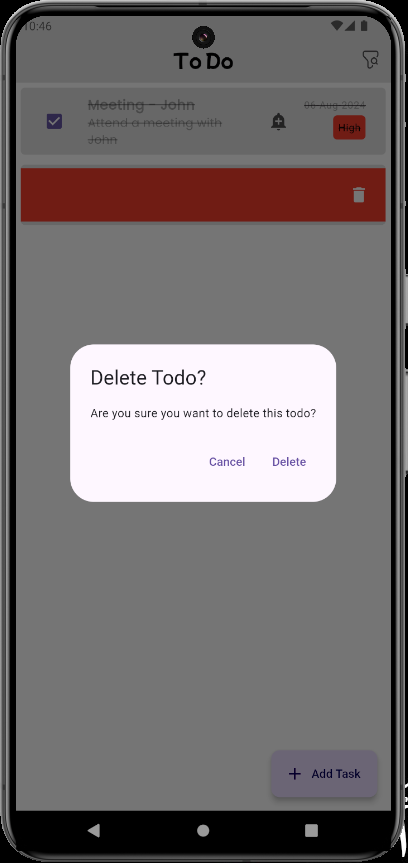 10:46
To Do
Meeting - John
Attend a meeting with
John
06 Aug 2024
High
Delete Todo?
Are you sure you want to delete this todo?
Cancel
Delete
Add Task